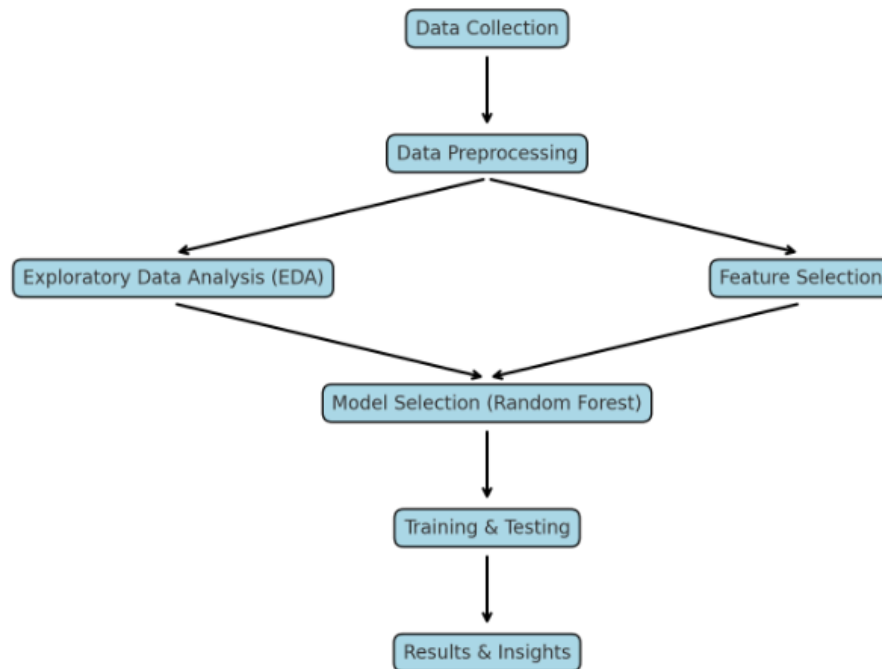 Data Collection
Data Preprocessing
Exploratory Data Analysis (EDA)
Feature Selection
Model Selection (Random Forest)
Training & Testing
Results & Insights